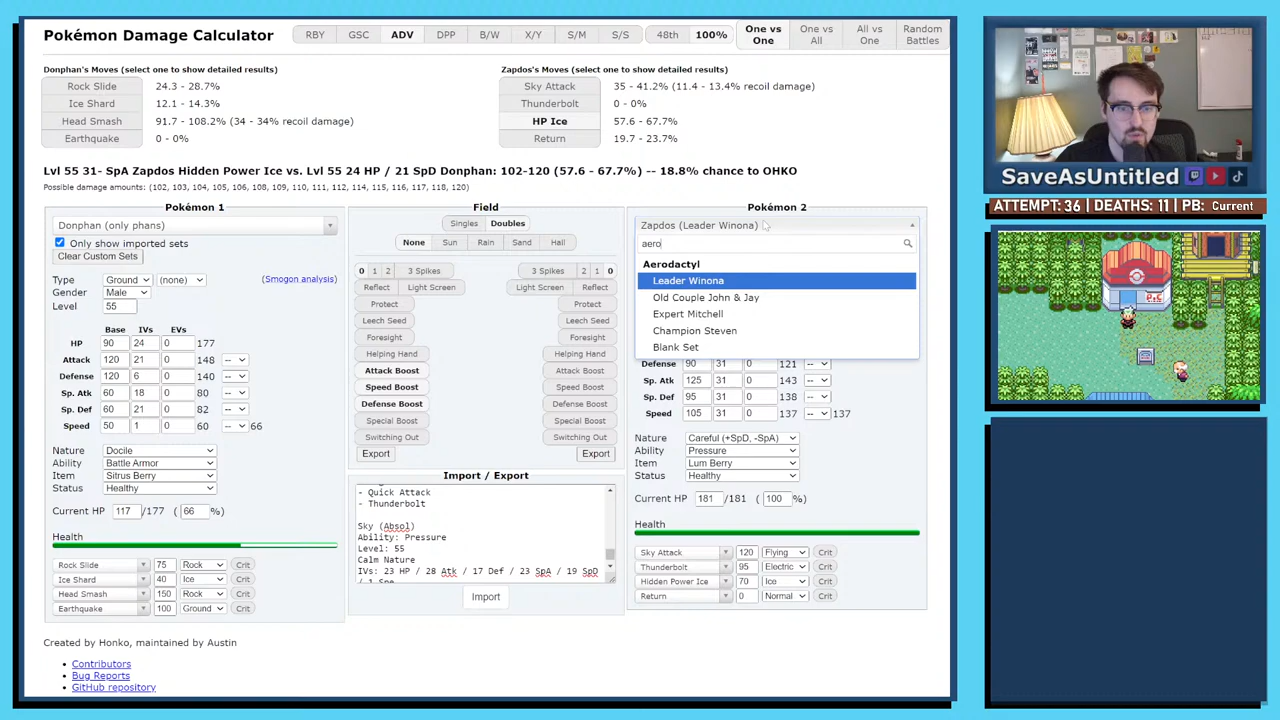 Pokémon Damage Calculator
RBY GSC ADV DPP B/W X/Y S/M S/S 48th 100% One vs One One vs All All vs One Random Battles
Donphan's Moves (select one to show detailed results)
Rock Slide 24.3 - 28.7%
Ice Shard 12.1 - 14.3%
Head Smash 91.7 - 108.2% (34 - 34% recoil damage)
Earthquake 0 - 0%
Zapdos's Moves (select one to show detailed results)
Sky Attack 35 - 41.2% (11.4 - 13.4% recoil damage)
Thunderbolt 0 - 0%
HP Ice 57.6 - 67.7%
Return 19.7 - 23.7%
Lvl 55 31- SpA Zapdos Hidden Power Ice vs. Lvl 55 24 HP / 21 SpD Donphan: 102-120 (57.6 - 67.7%) -- 18.8% chance to OHKO
Possible damage amounts: (102, 103, 104, 105, 106, 108, 109, 110, 111, 112, 114, 115, 116, 117, 118, 120)
Pokémon 1
Donphan (only phans)
Only show imported sets
Clear Custom Sets
Type Ground (none) (Smogon analysis)
Gender Male
Level 55
Base IVs EVs
HP 90 24 0 177
Attack 120 21 0 148 --
Defense 120 6 0 140 --
Sp. Atk 60 18 0 80 --
Sp. Def 60 21 0 82 --
Speed 50 1 0 60 -- 66
Nature Docile
Ability Battle Armor
Item Sitrus Berry
Status Healthy
Current HP 117 /177 ( 66 %)
Health
Rock Slide 75 Rock Crit
Ice Shard 40 Ice Crit
Head Smash 150 Rock Crit
Earthquake 100 Ground Crit
Field
Singles Doubles
None Sun Rain Sand Hail
0 1 2 3 Spikes 3 Spikes 2 1 0
Reflect Light Screen Light Screen Reflect
Protect Protect
Leech Seed Leech Seed
Foresight Foresight
Helping Hand Helping Hand
Attack Boost Attack Boost
Speed Boost Speed Boost
Defense Boost Defense Boost
Special Boost Special Boost
Switching Out Switching Out
Export Export
Import / Export
- Quick Attack
- Thunderbolt
Sky (Absol)
Ability: Pressure
Level: 55
Calm Nature
IVs: 23 HP / 28 Atk / 17 Def / 23 SpA / 19 SpD
/ 1 Spe
Import
Pokémon 2
Zapdos (Leader Winona)
aero
Aerodactyl
Leader Winona
Old Couple John & Jay
Expert Mitchell
Champion Steven
Blank Set
Defense 90 31 0 121 --
Sp. Atk 125 31 0 143 --
Sp. Def 95 31 0 138 --
Speed 105 31 0 137 -- 137
Nature Careful (+SpD, -SpA)
Ability Pressure
Item Lum Berry
Status Healthy
Current HP 181 /181 ( 100 %)
Health
Sky Attack 120 Flying Crit
Thunderbolt 95 Electric Crit
Hidden Power Ice 70 Ice Crit
Return 0 Normal Crit
Created by Honko, maintained by Austin
Contributors
Bug Reports
GitHub repository
SaveAsUntitled
ATTEMPT: 36 | DEATHS: 11 | PB: Current
P.C